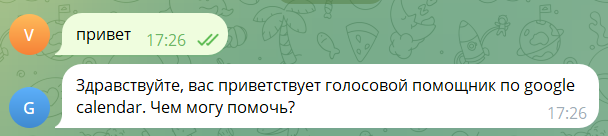 V
привет 17:26
Здравствуйте, вас приветствует голосовой помощник по google
G
calendar. Чем могу помочь?
17:26